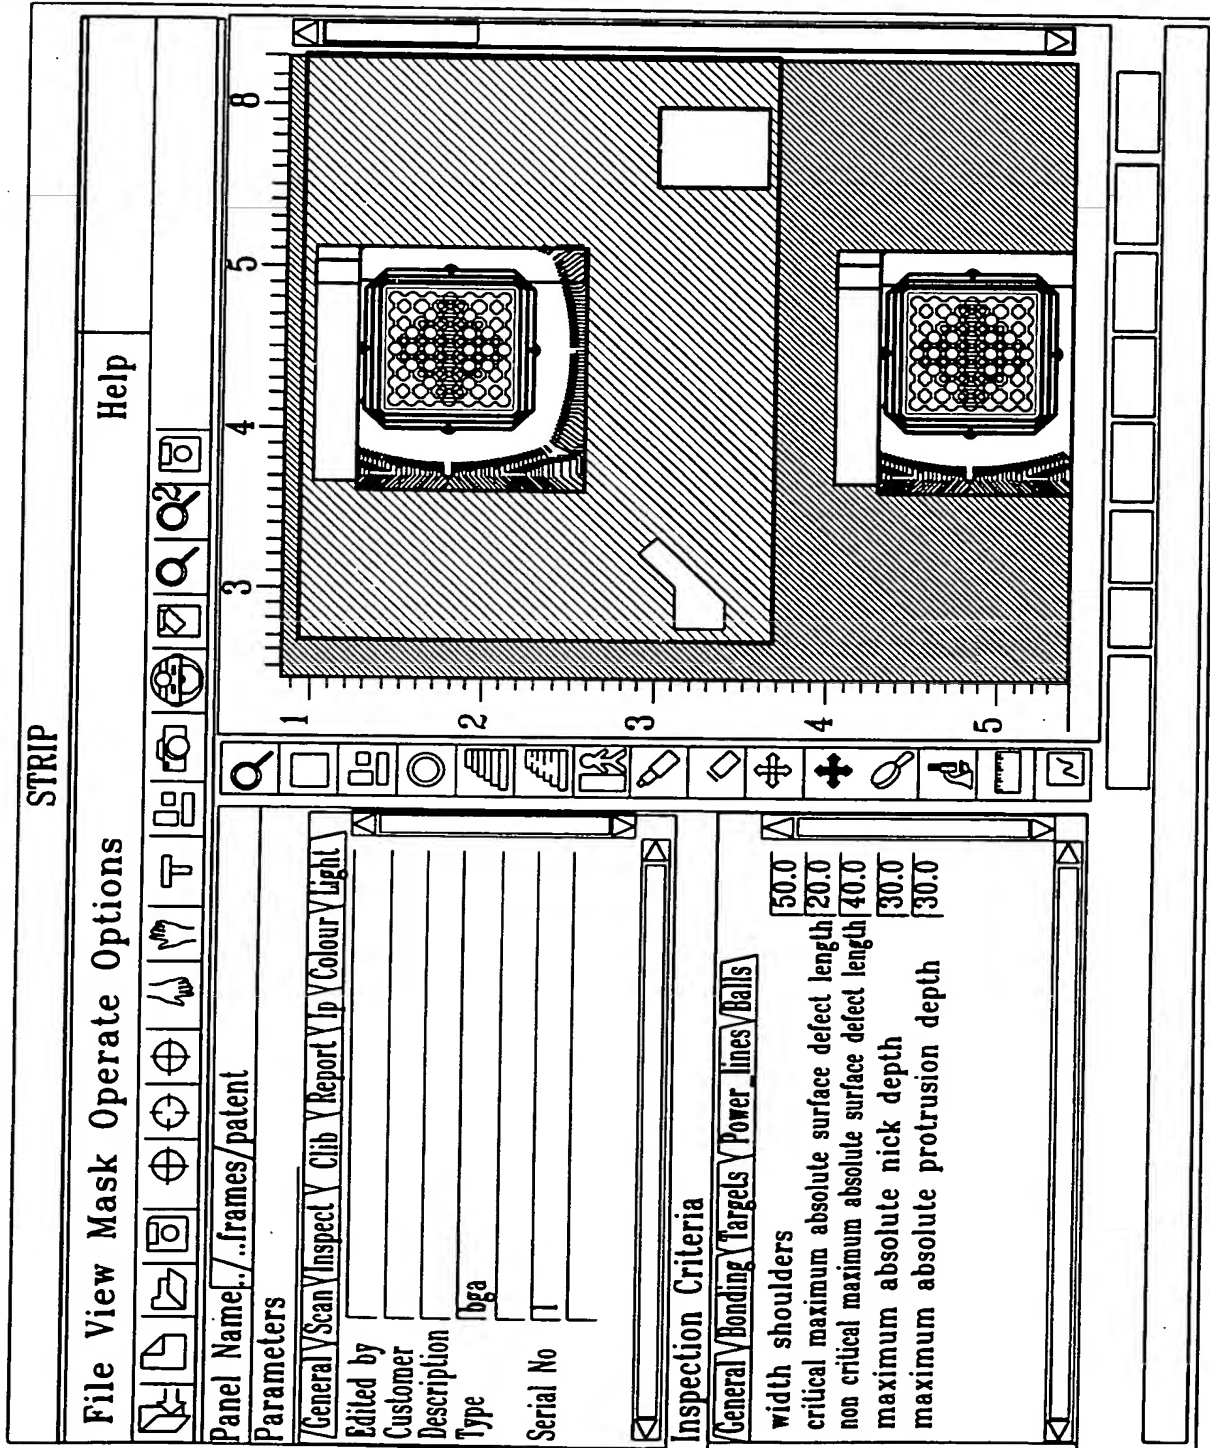 STRIP
File View Mask Operate Options Help
2
Panel Name ../..frames/patent
Parameters
General Scan Inspect Clib Report Ip Colour Light
Edited by
Customer
Description
Type bga
Serial No 1
Inspection Criteria
General Bonding Targets Power_lines Balls
width shoulders 50.0
critical maximum absolute surface defect length 20.0
non critical maximum absolute surface defect length 40.0
maximum absolute nick depth 30.0
maximum absolute protrusion depth 30.0
3 4 5 8
1
2
3
4
5